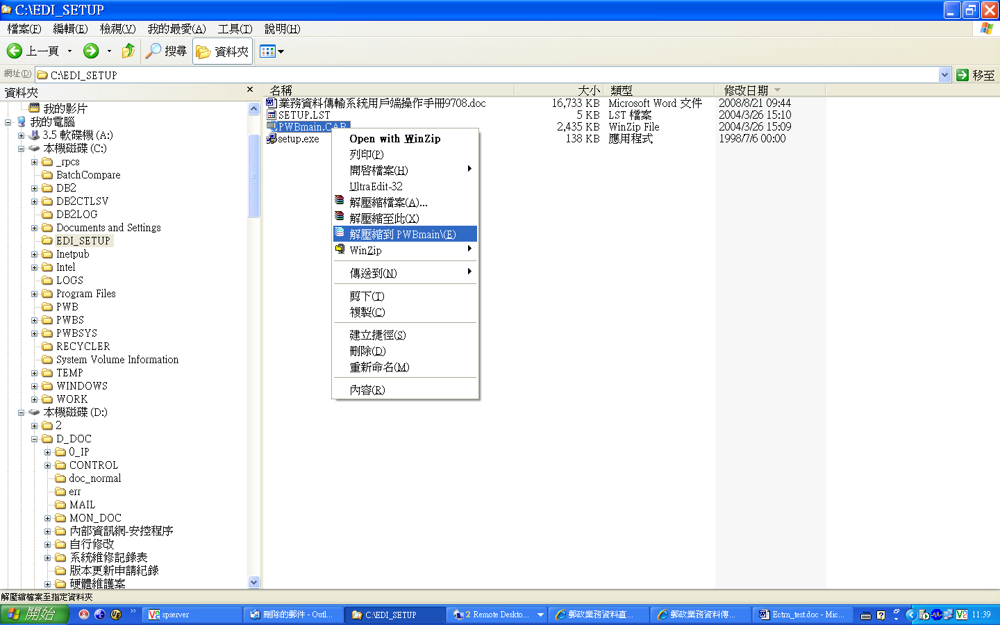 C:\EDI_SETUP
檔案(F) 編輯(E) 檢視(V) 我的最愛(A) 工具(T) 說明(H)
上一頁 搜尋 資料夾
網址(D) C:\EDI_SETUP 移至
資料夾
我的影片
我的電腦
3.5 軟碟機 (A:)
本機磁碟 (C:)
_rpcs
BatchCompare
DB2
DB2CTLSV
DB2LOG
Documents and Settings
EDI_SETUP
Inetpub
Intel
LOGS
Program Files
PWB
PWBS
PWBSYS
RECYCLER
System Volume Information
TEMP
WINDOWS
WORK
本機磁碟 (D:)
2
D_DOC
0_IP
CONTROL
doc_normal
err
MAIL
MON_DOC
內部資訊網-安控程序
自行修改
系統維修記錄表
版本更新申請紀錄
硬體維護案
名稱 大小 類型 修改日期
業務資料傳輸系統用戶端操作手冊9708.doc 16,733 KB Microsoft Word 文件 2008/8/21 09:44
SETUP.LST 5 KB LST 檔案 2004/3/26 15:10
PWBmain.CAB 2,435 KB WinZip File 2004/3/26 15:09
setup.exe 138 KB 應用程式 1998/7/6 00:00
Open with WinZip
列印(P)
開啓檔案(H)
UltraEdit-32
解壓縮檔案(A)...
解壓縮至此(X)
解壓縮到 PWBmain\(E)
WinZip
傳送到(N)
剪下(T)
複製(C)
建立捷徑(S)
刪除(D)
重新命名(M)
內容(R)
解壓縮檔案至指定資料夾
開始 spserver 刪除的郵件 - Outl... C:\EDI_SETUP 2 Remote Deskto... 郵政業務資料直... 郵政業務資料傳... Ectm_test.doc - Mic... 11:39